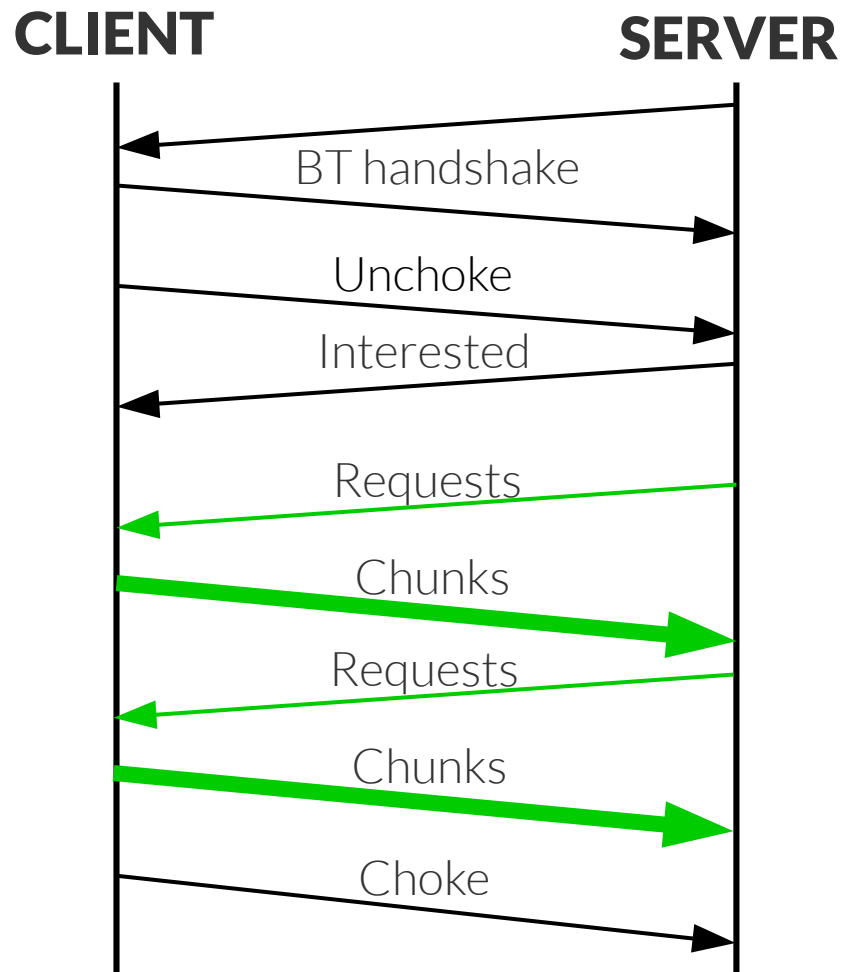 CLIENT
SERVER
BT handshake
Unchoke
Interested
Requests
Chunks
Requests
Chunks
Choke